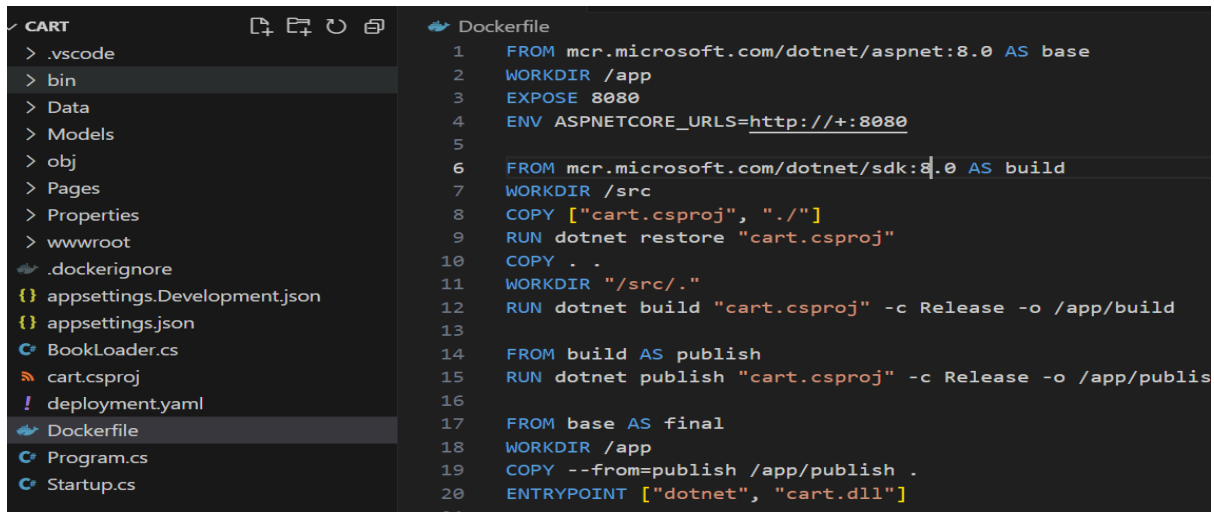 CART
.vscode
bin
Data
Models
obj
Pages
Properties
wwwroot
.dockerignore
appsettings.Development.json
appsettings.json
BookLoader.cs
cart.csproj
deployment.yaml
Dockerfile
Program.cs
Startup.cs
Dockerfile
1 FROM mcr.microsoft.com/dotnet/aspnet:8.0 AS base
2 WORKDIR /app
3 EXPOSE 8080
4 ENV ASPNETCORE_URLS=http://+:8080
5
6 FROM mcr.microsoft.com/dotnet/sdk:8.0 AS build
7 WORKDIR /src
8 COPY ["cart.csproj", "./"]
9 RUN dotnet restore "cart.csproj"
10 COPY . .
11 WORKDIR "/src/."
12 RUN dotnet build "cart.csproj" -c Release -o /app/build
13
14 FROM build AS publish
15 RUN dotnet publish "cart.csproj" -c Release -o /app/publis
16
17 FROM base AS final
18 WORKDIR /app
19 COPY --from=publish /app/publish .
20 ENTRYPOINT ["dotnet", "cart.dll"]